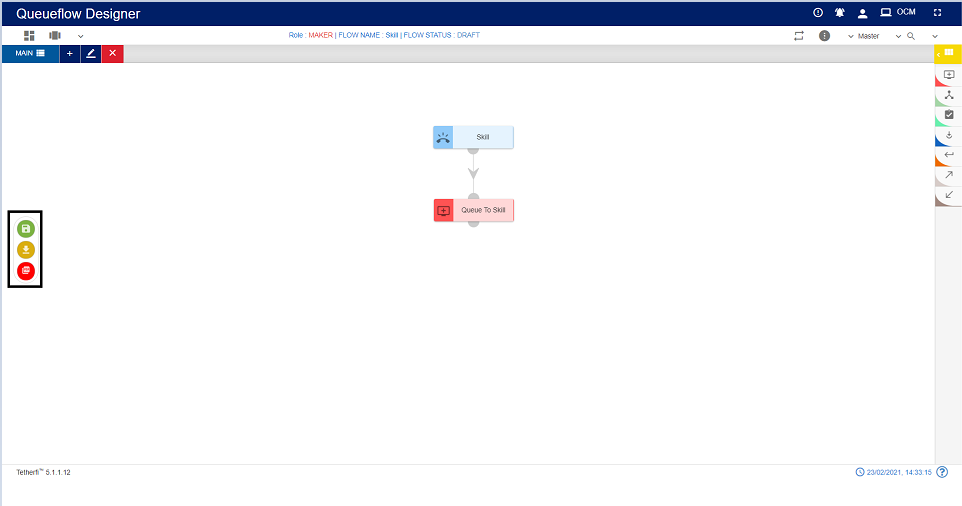 Queueflow Designer
OCM
Role : MAKER | FLOW NAME : Skill | FLOW STATUS : DRAFT
Master
MAIN
Skill
Queue To Skill
Tetherfi™ 5.1.1.12
23/02/2021, 14:33:15